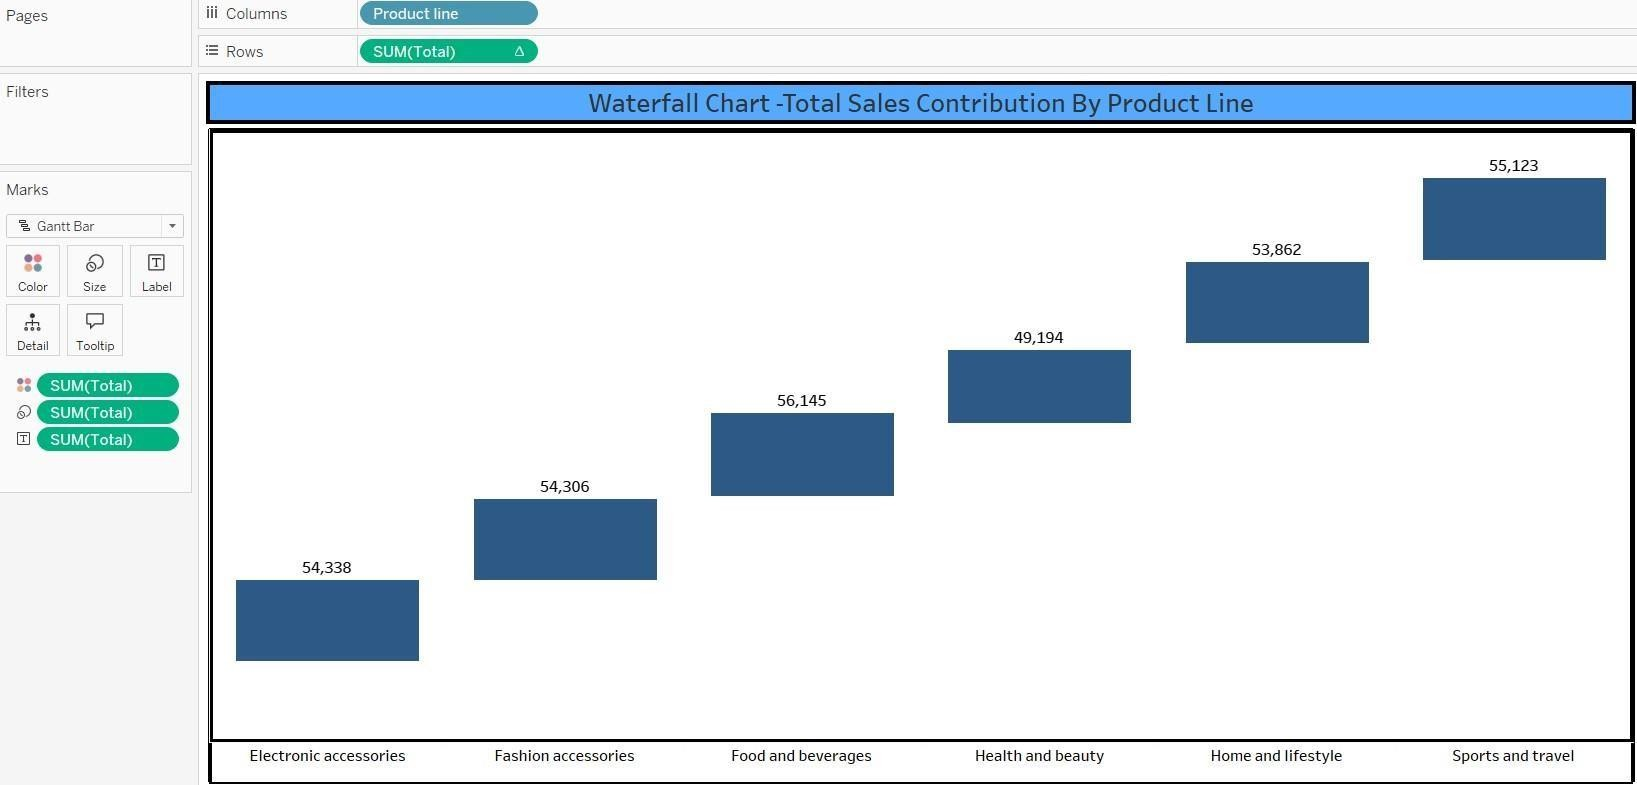 Pages
Columns
Product line
Rows
SUM(Total) Δ
Filters
Waterfall Chart -Total Sales Contribution By Product Line
Marks
Gantt Bar
Color
Size
Label
Detail
Tooltip
SUM(Total)
SUM(Total)
SUM(Total)
55,123
53,862
49,194
56,145
54,306
54,338
Electronic accessories
Fashion accessories
Food and beverages
Health and beauty
Home and lifestyle
Sports and travel